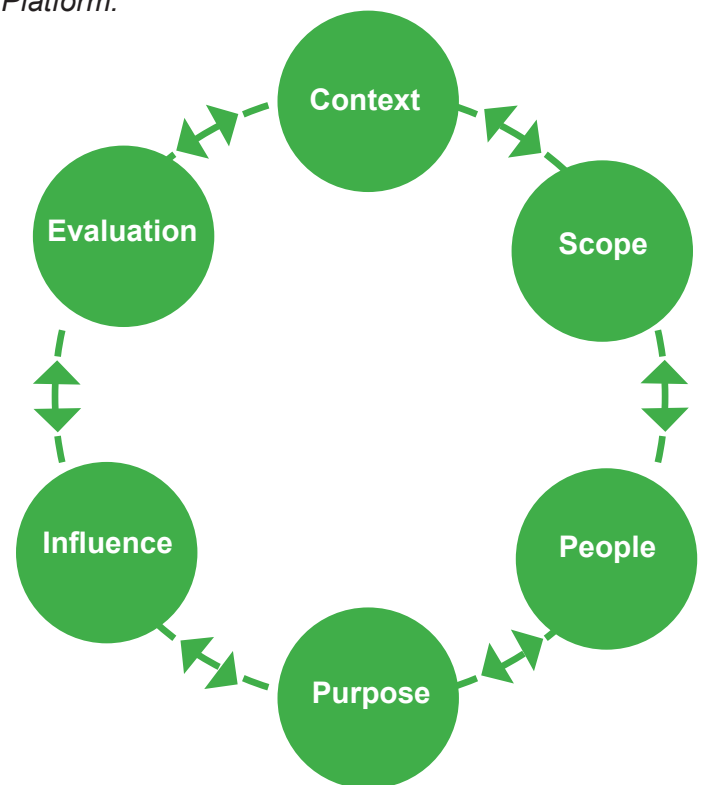 Platform.
Context
Scope
People
Purpose
Influence
Evaluation